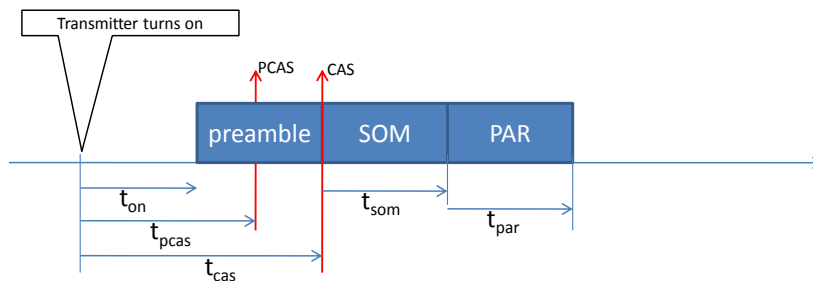 Transmitter turns on
PCAS
CAS
preamble
SOM
PAR
ton
tsom
tpcas
tpar
tcas